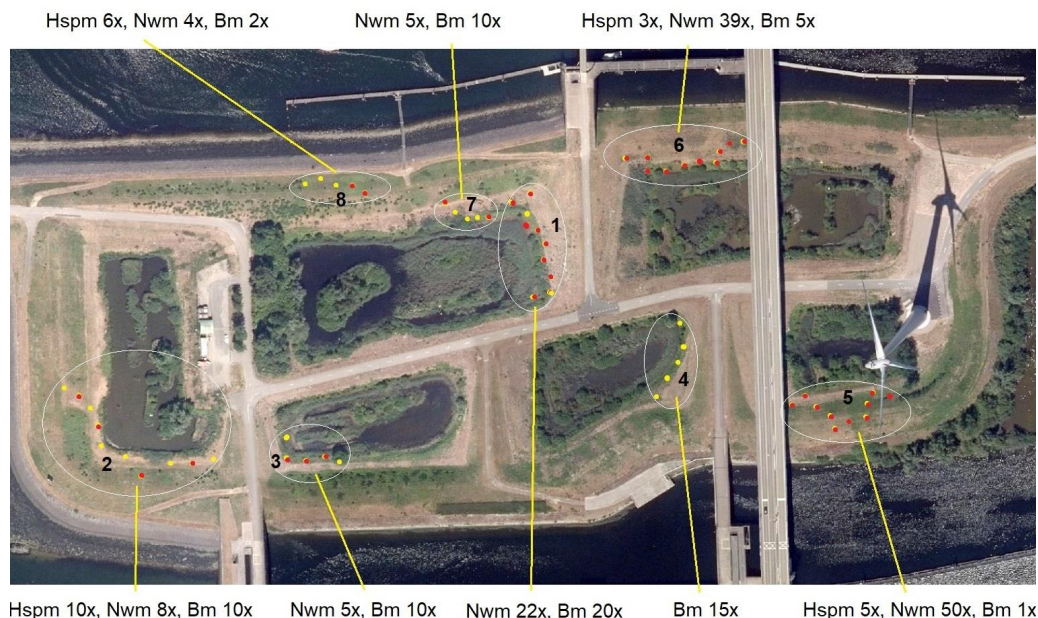 Hspm 6x, Nwm 4x, Bm 2x
Nwm 5x, Bm 10x
Hspm 3x, Nwm 39x, Bm 5x
6
8
7
1
4
5
2
3
Hspm 10x, Nwm 8x, Bm 10x
Nwm 5x, Bm 10x
Nwm 22x, Bm 20x
Bm 15x
Hspm 5x, Nwm 50x, Bm 1x